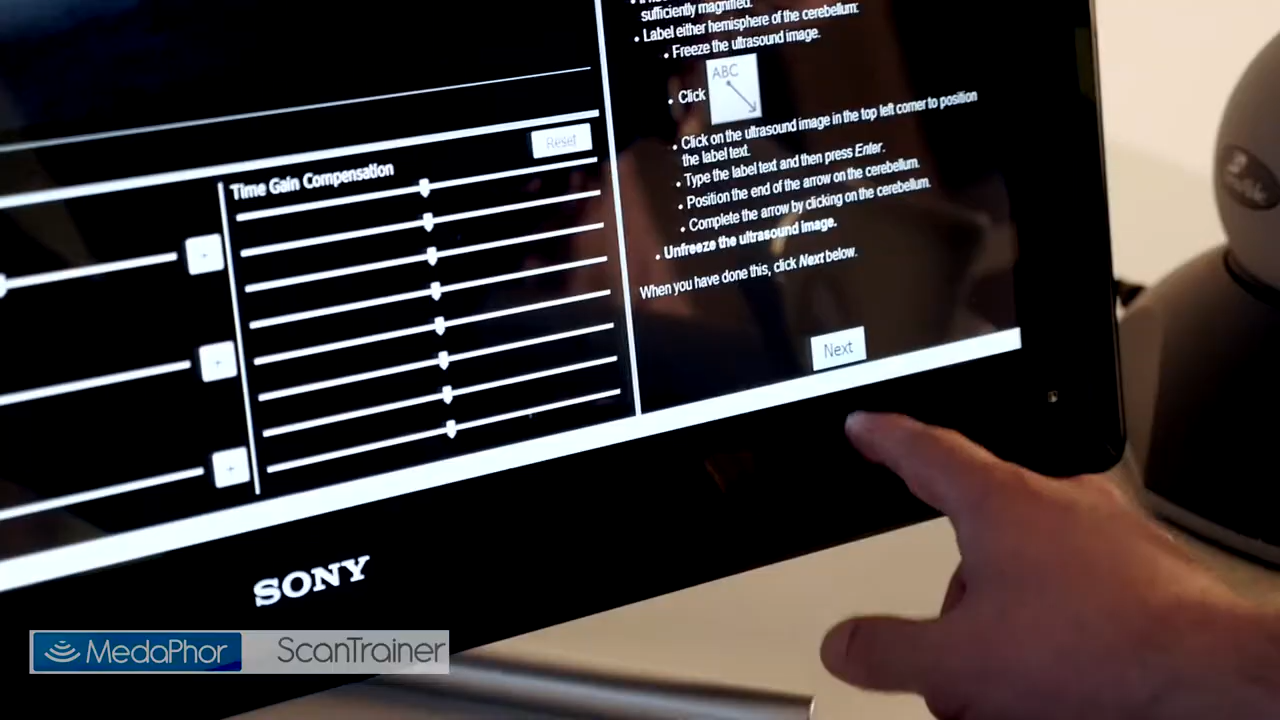 sufficiently magnified.
• Label either hemisphere of the cerebellum:
• Freeze the ultrasound image.
• Click
ABC
• Click on the ultrasound image in the top left corner to position
the label text.
• Type the label text and then press Enter.
• Position the end of the arrow on the cerebellum.
• Complete the arrow by clicking on the cerebellum.
• Unfreeze the ultrasound image.
When you have done this, click Next below.
Next
Reset
Time Gain Compensation
+
+
+
SONY
MedaPhor ScanTrainer